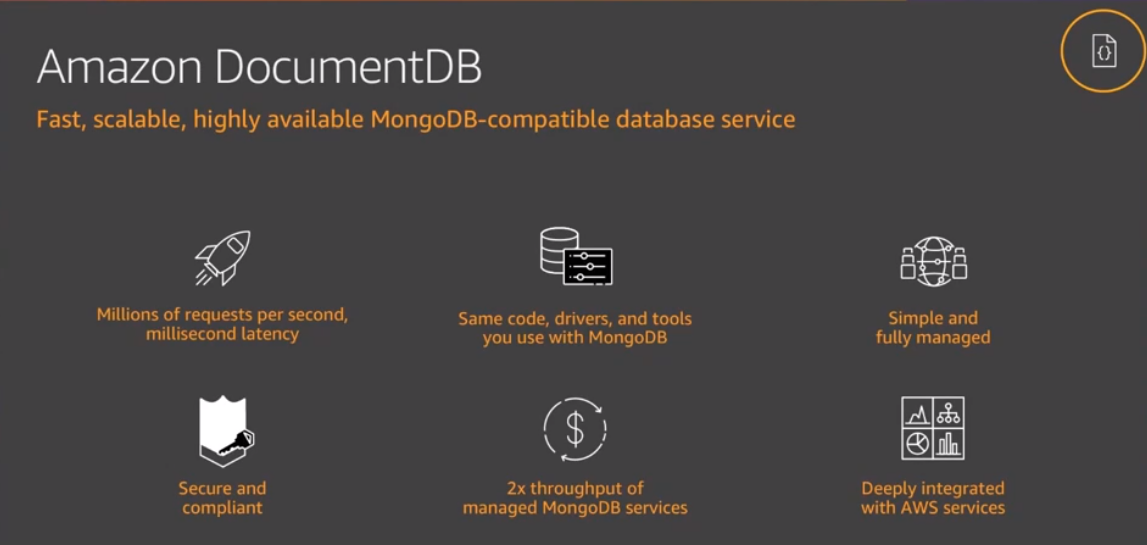 Amazon DocumentDB
{}
Fast, scalable, highly available MongoDB-compatible database service
Millions of requests per second,
millisecond latency
Same code, drivers, and tools
you use with MongoDB
Simple and
fully managed
$
Secure and
compliant
2x throughput of
managed MongoDB services
Deeply integrated
with AWS services